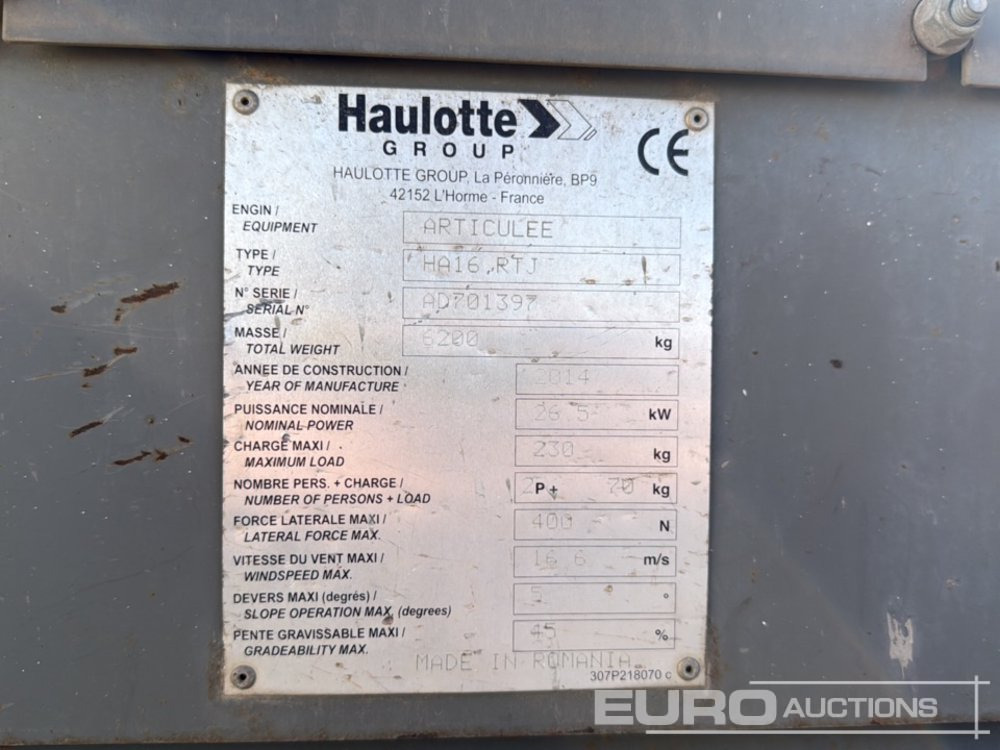 Haulotte
GROUP
CE
HAULOTTE GROUP, La Péronnière, BP9
42152 L'Horme - France
ENGIN /
EQUIPMENT
ARTICULEE
TYPE /
TYPE
HA16 RTJ
N° SERIE /
SERIAL N°
AD701397
MASSE /
TOTAL WEIGHT
6200 kg
ANNEE DE CONSTRUCTION /
YEAR OF MANUFACTURE
2014
PUISSANCE NOMINALE /
NOMINAL POWER
26 5 kW
CHARGE MAXI /
MAXIMUM LOAD
230 kg
NOMBRE PERS. + CHARGE /
NUMBER OF PERSONS + LOAD
2 P + 70 kg
FORCE LATERALE MAXI /
LATERAL FORCE MAX.
400 N
VITESSE DU VENT MAXI /
WINDSPEED MAX.
16 6 m/s
DEVERS MAXI (degrés) /
SLOPE OPERATION MAX. (degrees)
5 °
PENTE GRAVISSABLE MAXI /
GRADEABILITY MAX.
45 %
MADE IN ROMANIA
307P218070 c
EURO AUCTIONS